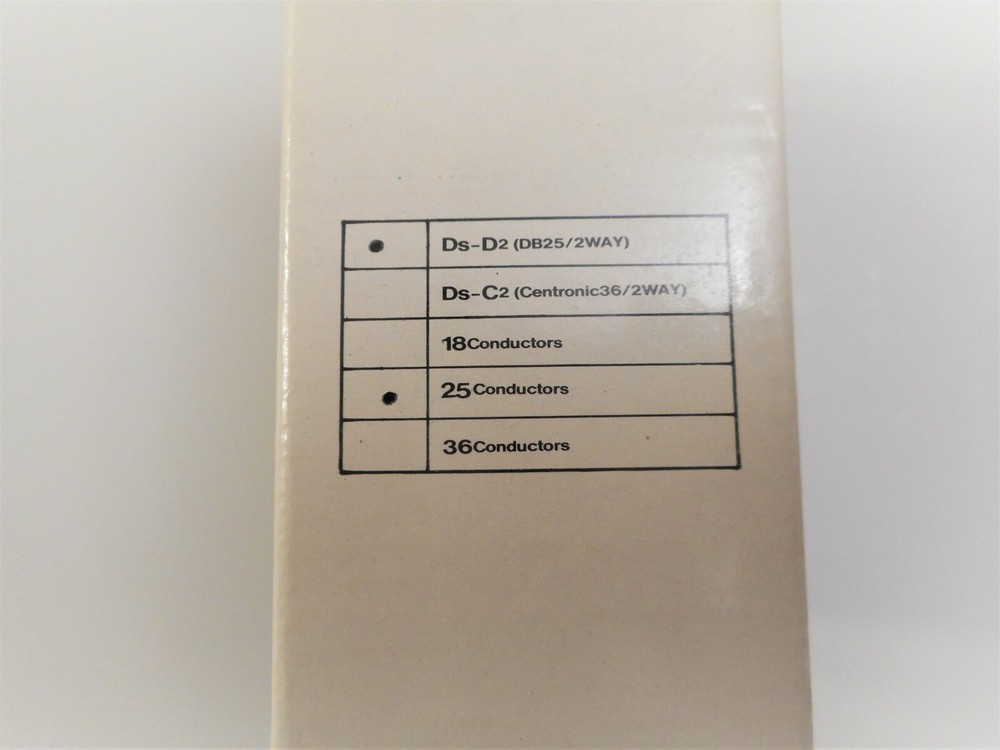 Ds-D2 (DB25/2WAY)
Ds-C2 (Centronic36/2WAY)
18Conductors
25Conductors
36Conductors